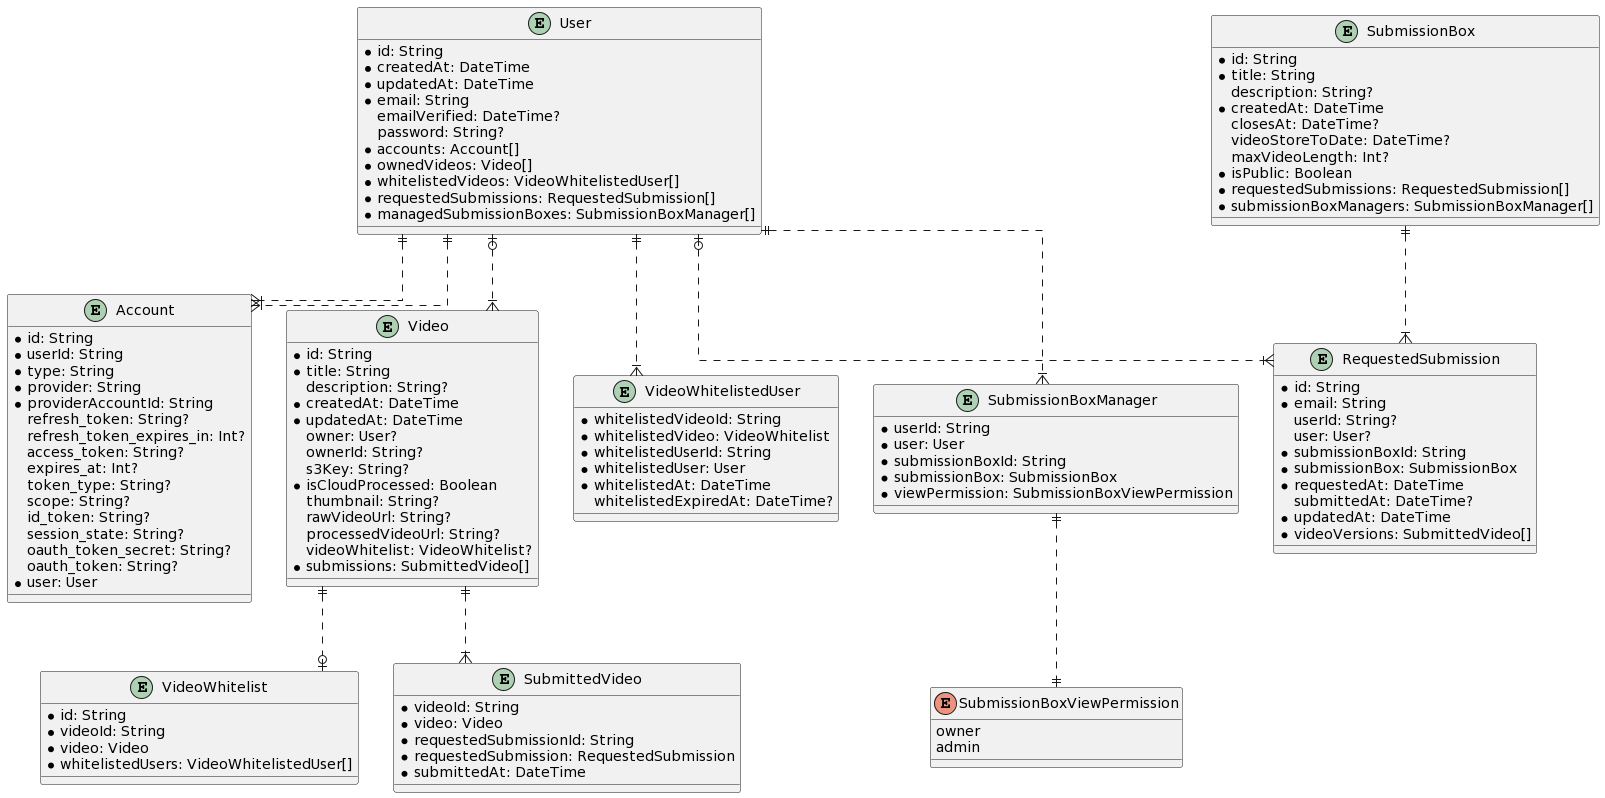 E User
id: String
createdAt: DateTime
updatedAt: DateTime
email: String
emailVerified: DateTime?
password: String?
accounts: Account[]
ownedVideos: Video[]
whitelistedVideos: VideoWhitelistedUser[]
requestedSubmissions: RequestedSubmission[]
managedSubmissionBoxes: SubmissionBoxManager[]
E SubmissionBox
id: String
title: String
description: String?
createdAt: DateTime
closesAt: DateTime?
videoStoreToDate: DateTime?
maxVideoLength: Int?
isPublic: Boolean
requestedSubmissions: RequestedSubmission[]
submissionBoxManagers: SubmissionBoxManager[]
E Account
id: String
userId: String
type: String
provider: String
providerAccountId: String
refresh_token: String?
refresh_token_expires_in: Int?
access_token: String?
expires_at: Int?
token_type: String?
scope: String?
id_token: String?
session_state: String?
oauth_token_secret: String?
oauth_token: String?
user: User
E Video
id: String
title: String
description: String?
createdAt: DateTime
updatedAt: DateTime
owner: User?
ownerId: String?
s3Key: String?
isCloudProcessed: Boolean
thumbnail: String?
rawVideoUrl: String?
processedVideoUrl: String?
videoWhitelist: VideoWhitelist?
submissions: SubmittedVideo[]
E VideoWhitelistedUser
whitelistedVideoId: String
whitelistedVideo: VideoWhitelist
whitelistedUserId: String
whitelistedUser: User
whitelistedAt: DateTime
whitelistedExpiredAt: DateTime?
E SubmissionBoxManager
userId: String
user: User
submissionBoxId: String
submissionBox: SubmissionBox
viewPermission: SubmissionBoxViewPermission
E RequestedSubmission
id: String
email: String
userId: String?
user: User?
submissionBoxId: String
submissionBox: SubmissionBox
requestedAt: DateTime
submittedAt: DateTime?
updatedAt: DateTime
videoVersions: SubmittedVideo[]
E VideoWhitelist
id: String
videoId: String
video: Video
whitelistedUsers: VideoWhitelistedUser[]
E SubmittedVideo
videoId: String
video: Video
requestedSubmissionId: String
requestedSubmission: RequestedSubmission
submittedAt: DateTime
E SubmissionBoxViewPermission
owner
admin